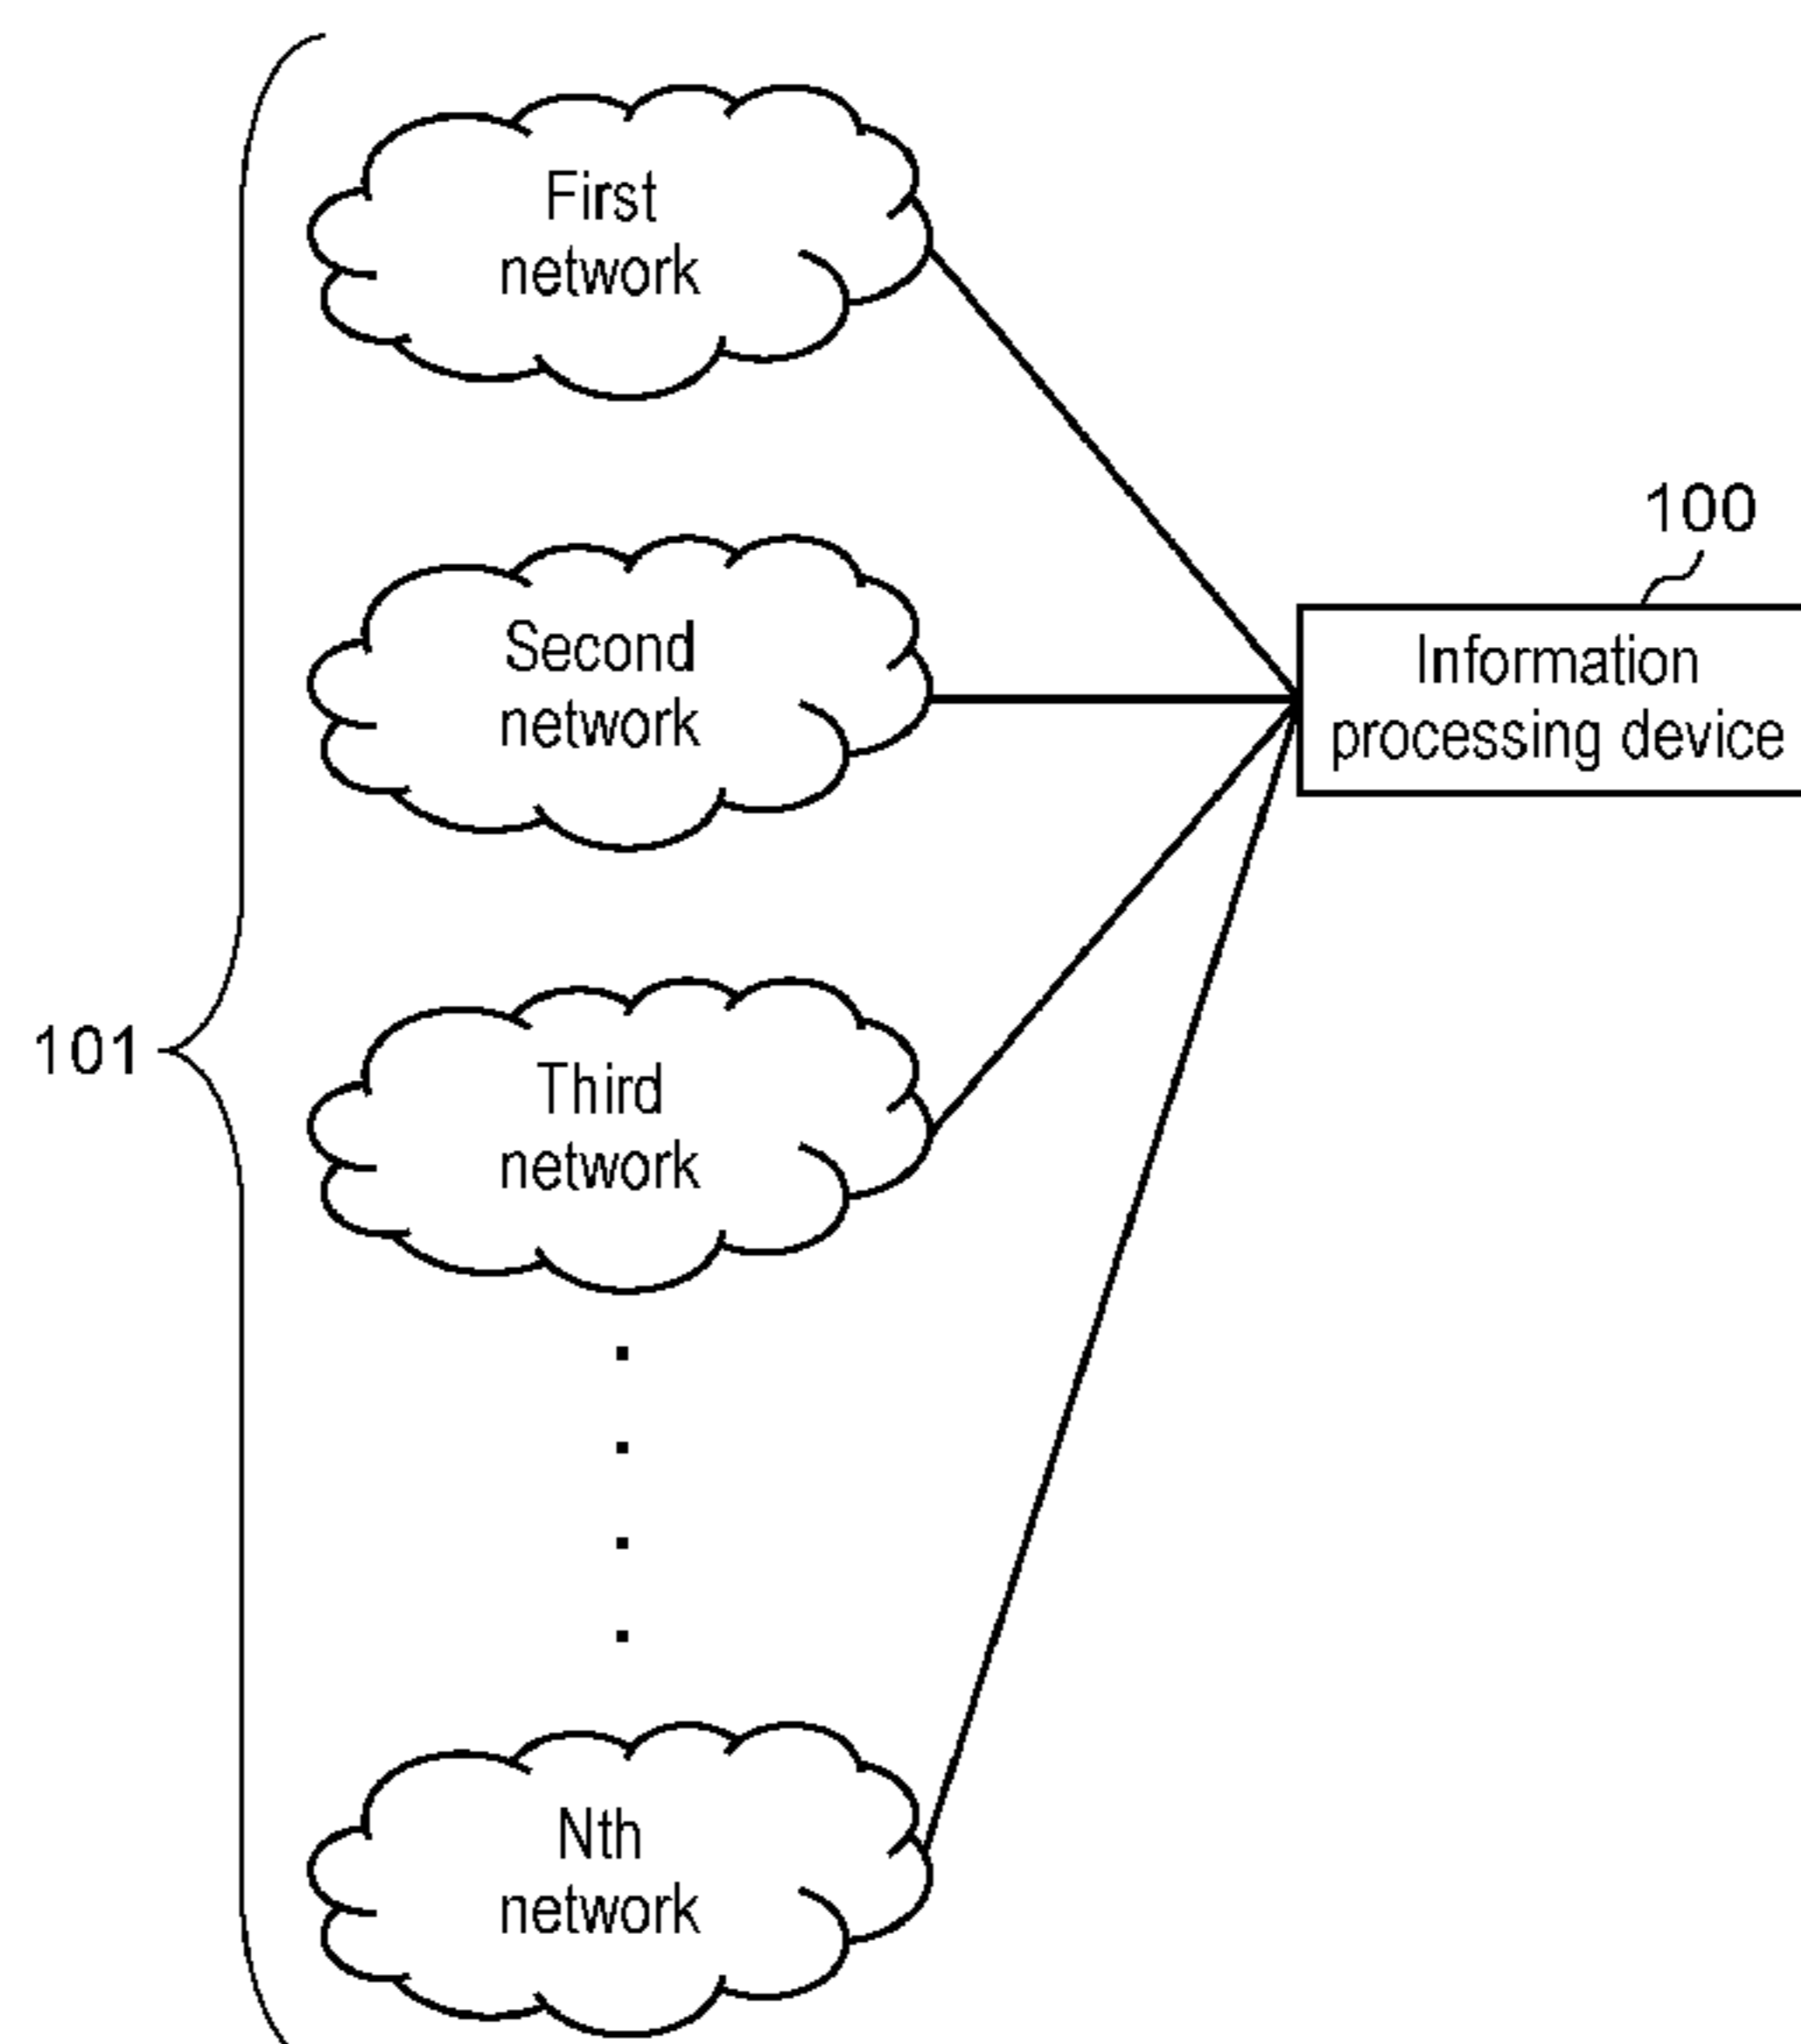 First
network
100
Second
network
Information
processing device
101
Third
network
Nth
network